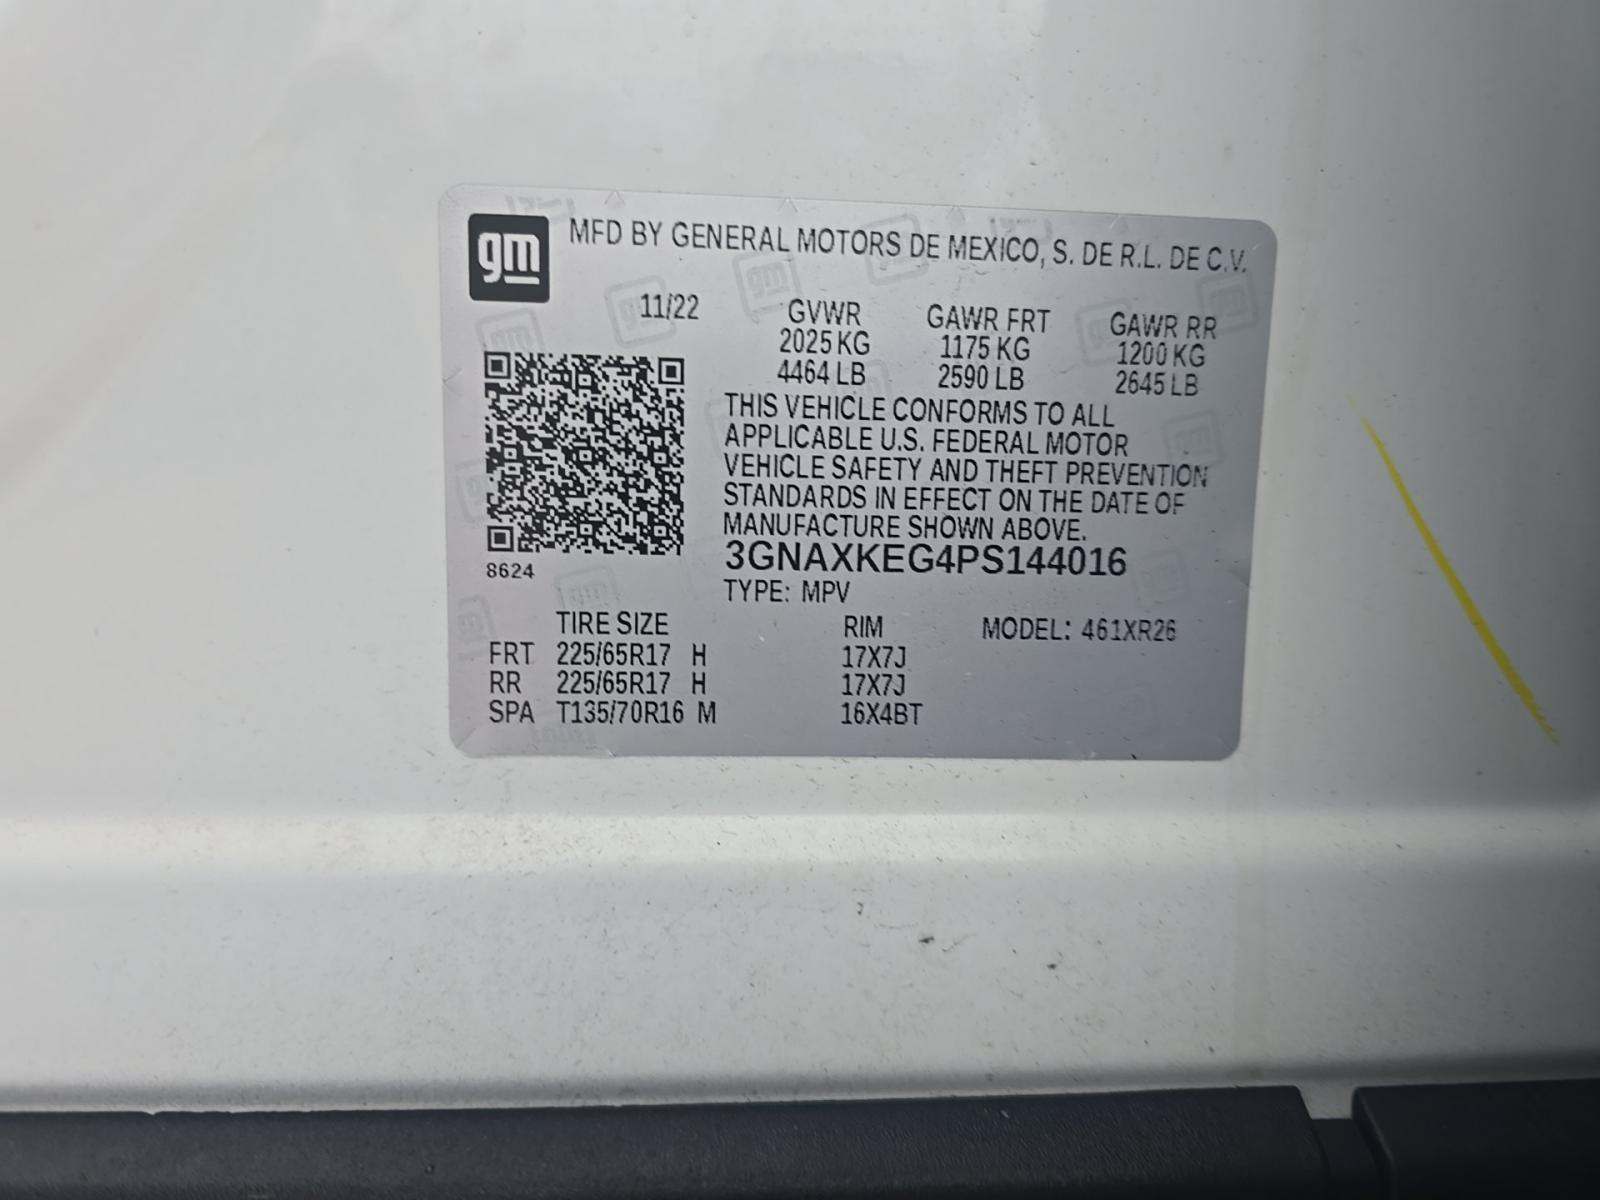 gm MFD BY GENERAL MOTORS DE MEXICO, S. DE R.L. DE C.V.
11/22 GVWR GAWR FRT GAWR RR
2025 KG 1175 KG 1200 KG
4464 LB 2590 LB 2645 LB
THIS VEHICLE CONFORMS TO ALL
APPLICABLE U.S. FEDERAL MOTOR
VEHICLE SAFETY AND THEFT PREVENTION
STANDARDS IN EFFECT ON THE DATE OF
MANUFACTURE SHOWN ABOVE.
3GNAXKEG4PS144016
8624
TYPE: MPV
TIRE SIZE RIM MODEL: 461XR26
FRT 225/65R17 H 17X7J
RR 225/65R17 H 17X7J
SPA T135/70R16 M 16X4BT